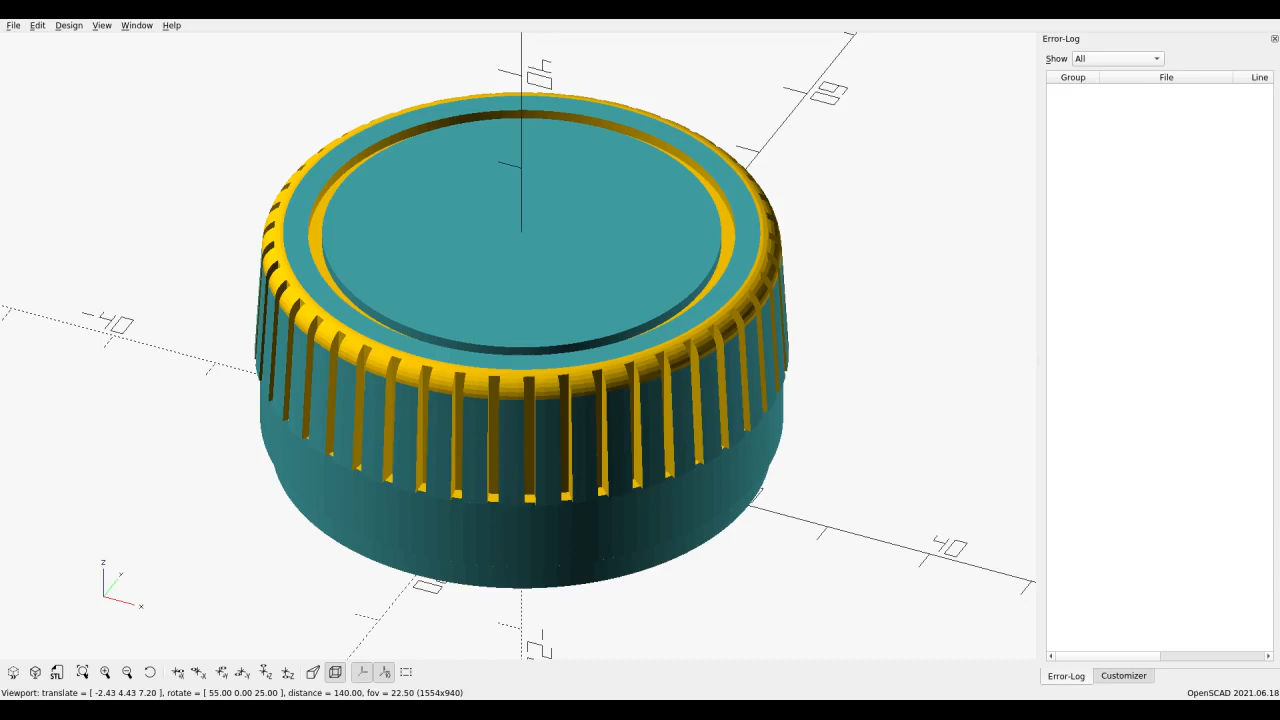 File Edit Design View Window Help
Error-Log
Show All
Group File Line
Z
Y
X
Error-Log Customizer
Viewport: translate = [ -2.43 4.43 7.20 ], rotate = [ 55.00 0.00 25.00 ], distance = 140.00, fov = 22.50 (1554x940)
OpenSCAD 2021.06.18